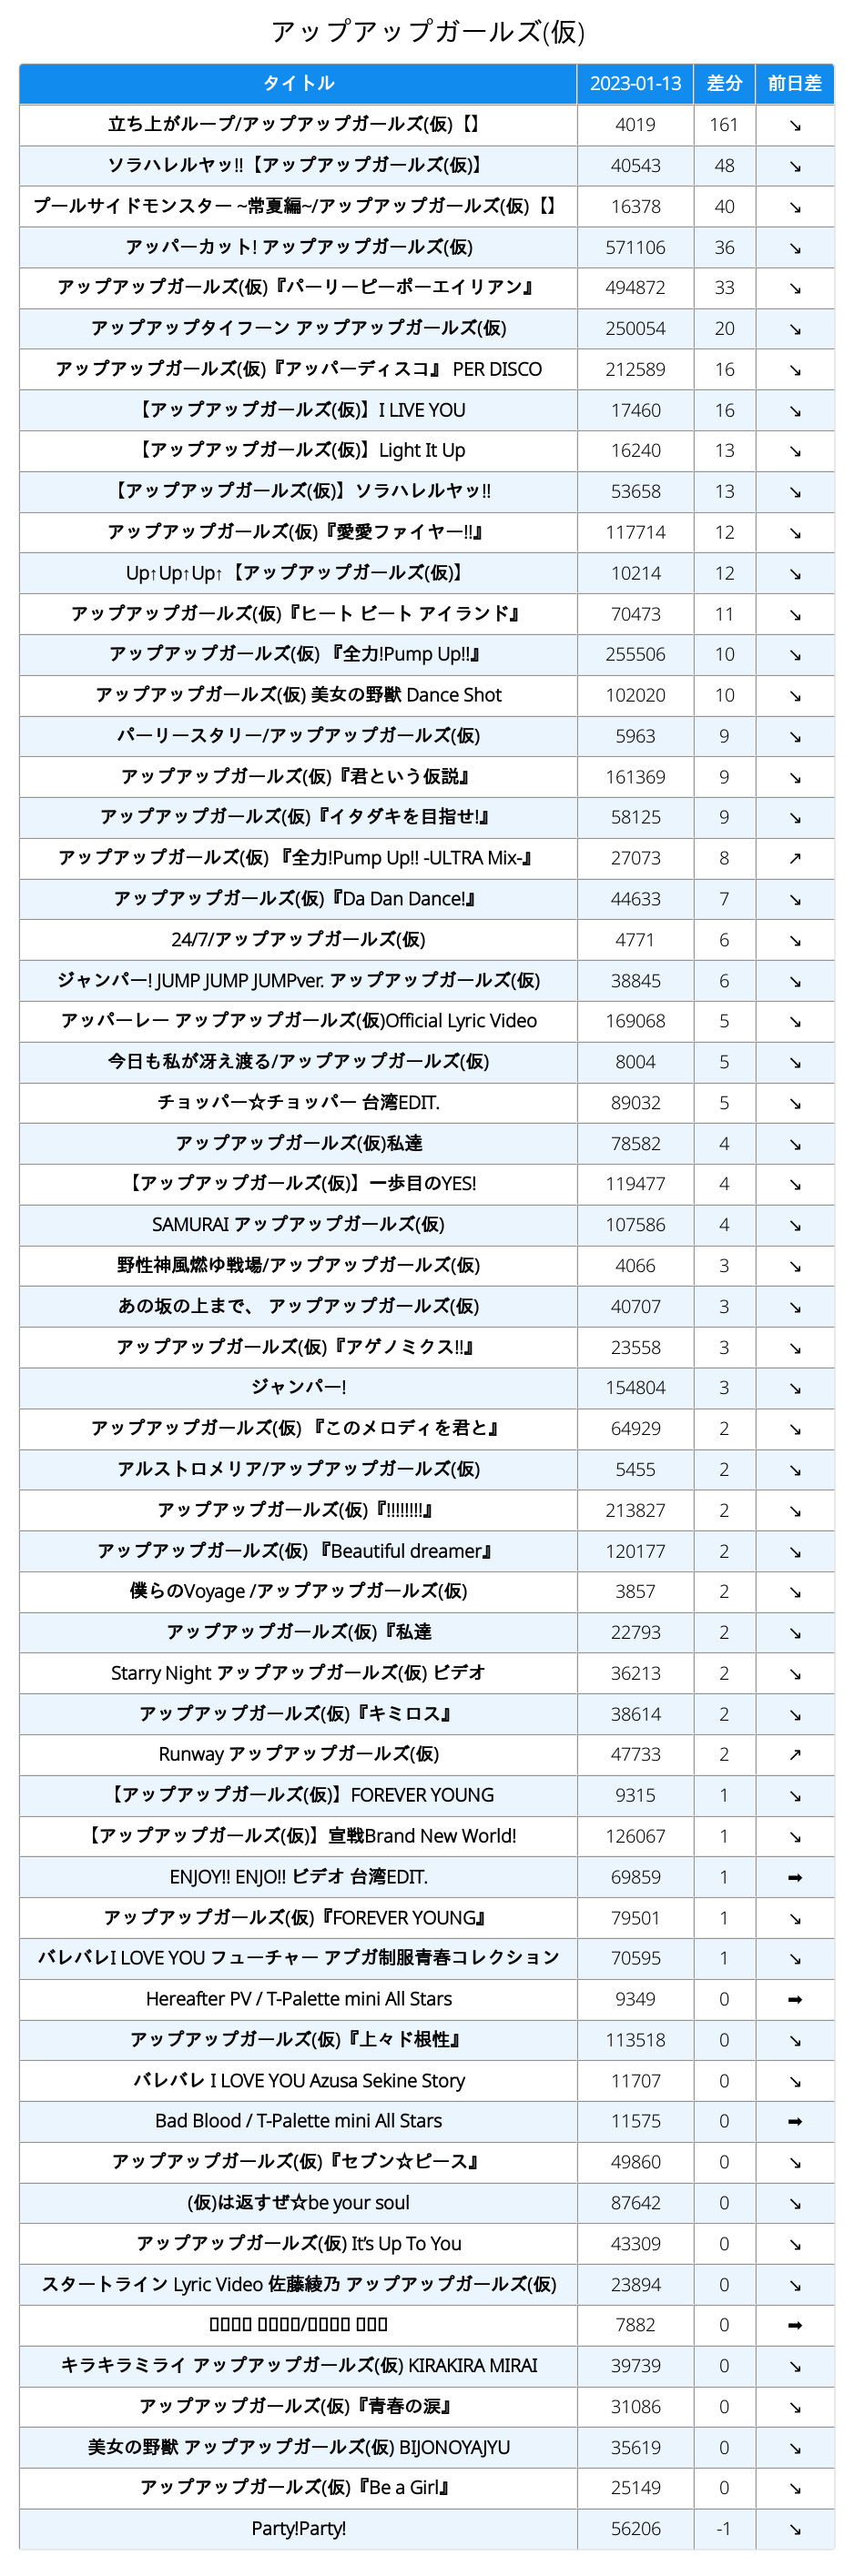 アップアップガールズ(仮)
タイトル 2023-01-13 差分 前日差
立ち上がループ/アップアップガールズ(仮)【】 4019 161 ↘
ソラハレルヤッ!!【アップアップガールズ(仮)】 40543 48 ↘
プールサイドモンスター ~常夏編~/アップアップガールズ(仮)【】 16378 40 ↘
アッパーカット! アップアップガールズ(仮) 571106 36 ↘
アップアップガールズ(仮)『パーリーピーポーエイリアン』 494872 33 ↘
アップアップタイフーン アップアップガールズ(仮) 250054 20 ↘
アップアップガールズ(仮)『アッパーディスコ』 PER DISCO 212589 16 ↘
【アップアップガールズ(仮)】I LIVE YOU 17460 16 ↘
【アップアップガールズ(仮)】Light It Up 16240 13 ↘
【アップアップガールズ(仮)】ソラハレルヤッ!! 53658 13 ↘
アップアップガールズ(仮)『愛愛ファイヤー!!』 117714 12 ↘
Up↑Up↑Up↑【アップアップガールズ(仮)】 10214 12 ↘
アップアップガールズ(仮)『ヒート ビート アイランド』 70473 11 ↘
アップアップガールズ(仮) 『全力!Pump Up!!』 255506 10 ↘
アップアップガールズ(仮) 美女の野獣 Dance Shot 102020 10 ↘
パーリースタリー/アップアップガールズ(仮) 5963 9 ↘
アップアップガールズ(仮)『君という仮説』 161369 9 ↘
アップアップガールズ(仮)『イタダキを目指せ!』 58125 9 ↘
アップアップガールズ(仮) 『全力!Pump Up!! -ULTRA Mix-』 27073 8 ↗
アップアップガールズ(仮)『Da Dan Dance!』 44633 7 ↘
24/7/アップアップガールズ(仮) 4771 6 ↘
ジャンパー! JUMP JUMP JUMPver. アップアップガールズ(仮) 38845 6 ↘
アッパーレー アップアップガールズ(仮)Official Lyric Video 169068 5 ↘
今日も私が冴え渡る/アップアップガールズ(仮) 8004 5 ↘
チョッパー☆チョッパー 台湾EDIT. 89032 5 ↘
アップアップガールズ(仮)私達 78582 4 ↘
【アップアップガールズ(仮)】一歩目のYES! 119477 4 ↘
SAMURAI アップアップガールズ(仮) 107586 4 ↘
野性神風燃ゆ戦場/アップアップガールズ(仮) 4066 3 ↘
あの坂の上まで、 アップアップガールズ(仮) 40707 3 ↘
アップアップガールズ(仮)『アゲノミクス!!』 23558 3 ↘
ジャンパー! 154804 3 ↘
アップアップガールズ(仮) 『このメロディを君と』 64929 2 ↘
アルストロメリア/アップアップガールズ(仮) 5455 2 ↘
アップアップガールズ(仮)『!!!!!!!!』 213827 2 ↘
アップアップガールズ(仮) 『Beautiful dreamer』 120177 2 ↘
僕らのVoyage /アップアップガールズ(仮) 3857 2 ↘
アップアップガールズ(仮)『私達 22793 2 ↘
Starry Night アップアップガールズ(仮) ビデオ 36213 2 ↘
アップアップガールズ(仮)『キミロス』 38614 2 ↘
Runway アップアップガールズ(仮) 47733 2 ↗
【アップアップガールズ(仮)】FOREVER YOUNG 9315 1 ↘
【アップアップガールズ(仮)】宣戦Brand New World! 126067 1 ↘
ENJOY!! ENJO!! ビデオ 台湾EDIT. 69859 1 ➡
アップアップガールズ(仮)『FOREVER YOUNG』 79501 1 ↘
バレバレI LOVE YOU フューチャー アプガ制服青春コレクション 70595 1 ↘
Hereafter PV / T-Palette mini All Stars 9349 0 ➡
アップアップガールズ(仮)『上々ド根性』 113518 0 ↘
バレバレ I LOVE YOU Azusa Sekine Story 11707 0 ↘
Bad Blood / T-Palette mini All Stars 11575 0 ➡
アップアップガールズ(仮)『セブン☆ピース』 49860 0 ↘
(仮)は返すぜ☆be your soul 87642 0 ↘
アップアップガールズ(仮) It’s Up To You 43309 0 ↘
スタートライン Lyric Video 佐藤綾乃 アップアップガールズ(仮) 23894 0 ↘
/ 7882 0 ➡
キラキラミライ アップアップガールズ(仮) KIRAKIRA MIRAI 39739 0 ↘
アップアップガールズ(仮)『青春の涙』 31086 0 ↘
美女の野獣 アップアップガールズ(仮) BIJONOYAJYU 35619 0 ↘
アップアップガールズ(仮)『Be a Girl』 25149 0 ↘
Party!Party! 56206 -1 ↘